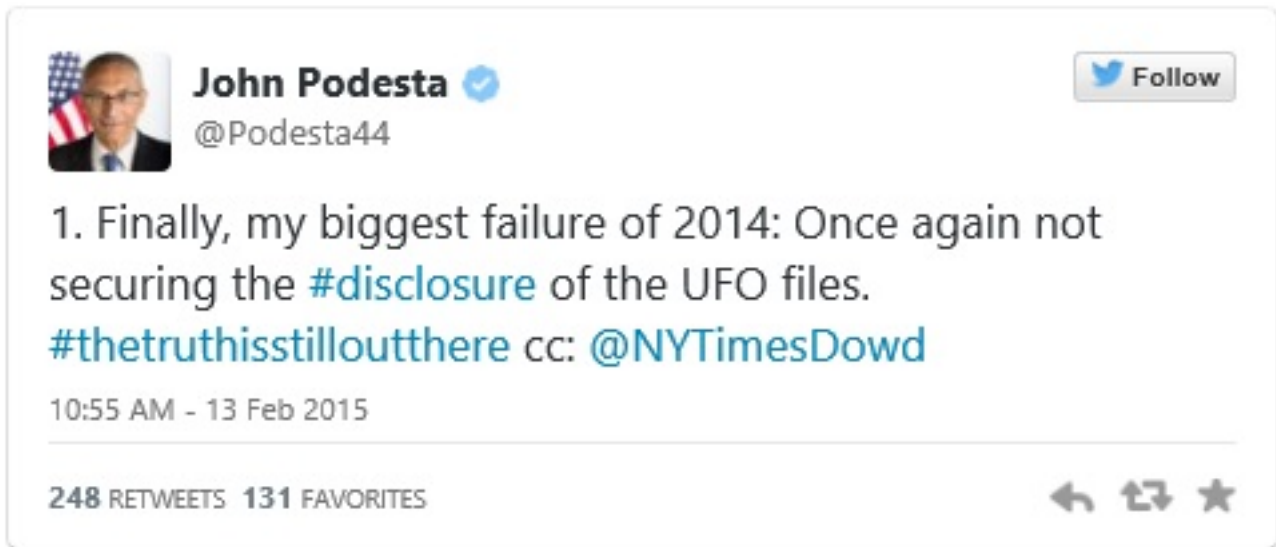 John Podesta
@Podesta44
Follow
1. Finally, my biggest failure of 2014: Once again not
securing the #disclosure of the UFO files.
#thetruthisstilloutthere cc: @NYTimesDowd
10:55 AM - 13 Feb 2015
248 RETWEETS 131 FAVORITES